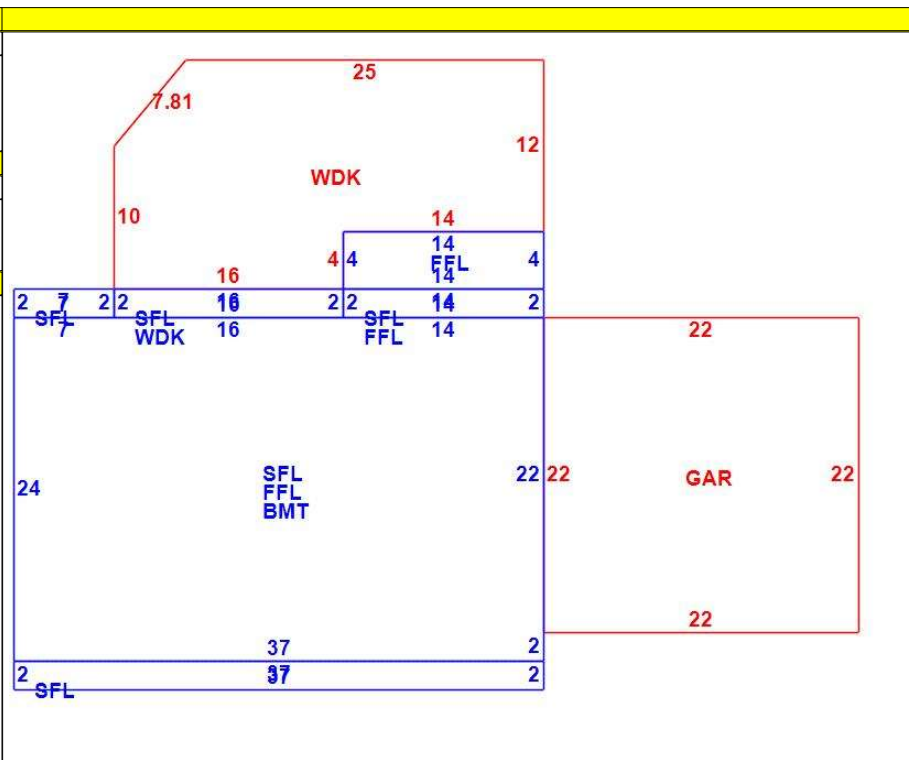 25
7.81
12
WDK
10
14
4 4 14 4
FFL
16 14
2 7 2 2 16 2 2 14 2
SFL SFL SFL
7 WDK 16 FFL 14 22
24 SFL 22 22 GAR 22
FFL
BMT
22
37 2
2 37 2
SFL